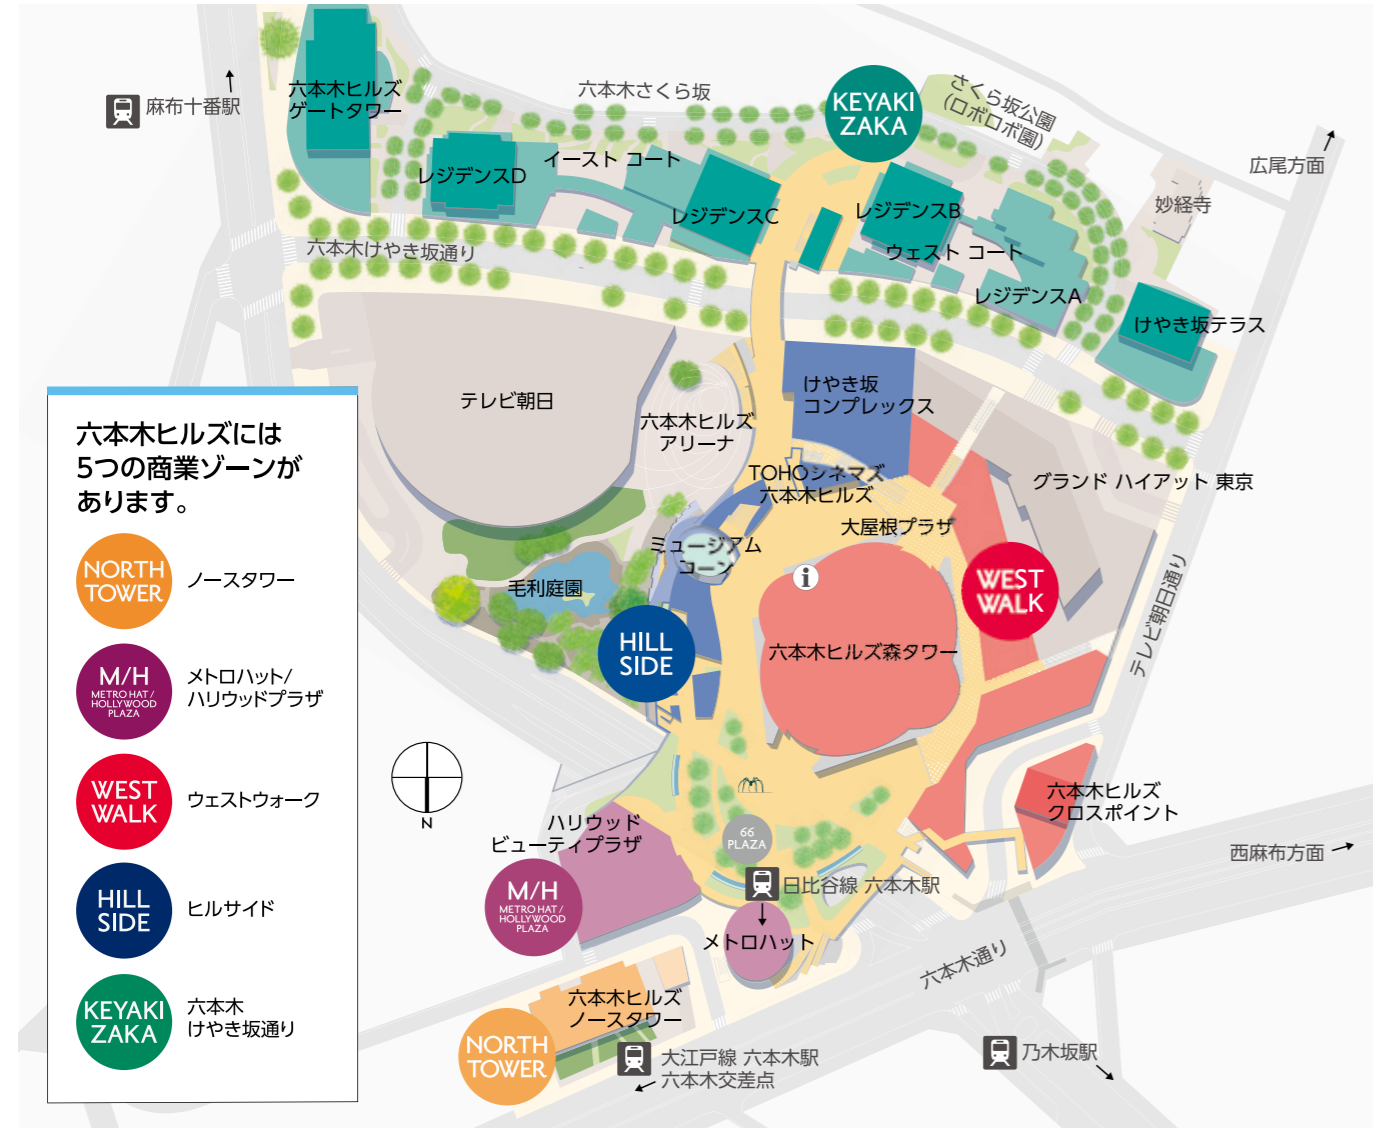 麻布十番駅
六本木ヒルズ
ゲートタワー
六本木さくら坂
KEYAKI
ZAKA
さくら坂公園
(ロボロボ園)
広尾方面
妙経寺
レジデンスD
イースト コート
レジデンスC
レジデンスB
ウェスト コート
レジデンスA
けやき坂テラス
六本木けやき坂通り
テレビ朝日
六本木ヒルズ
アリーナ
けやき坂
コンプレックス
TOHOシネマズ
六本木ヒルズ
大屋根プラザ
グランド ハイアット 東京
ミュージアム
コーン
毛利庭園
HILL
SIDE
i
六本木ヒルズ森タワー
WEST
WALK
テレビ朝日通り
六本木ヒルズ
クロスポイント
西麻布方面
N
ハリウッド
ビューティプラザ
M/H
METRO HAT /
HOLLYWOOD
PLAZA
66
PLAZA
日比谷線 六本木駅
メトロハット
六本木通り
六本木ヒルズ
ノースタワー
NORTH
TOWER
大江戸線 六本木駅
六本木交差点
乃木坂駅
六本木ヒルズには
5つの商業ゾーンが
あります。
NORTH
TOWER
ノースタワー
M/H
METRO HAT /
HOLLYWOOD
PLAZA
メトロハット/
ハリウッドプラザ
WEST
WALK
ウェストウォーク
HILL
SIDE
ヒルサイド
KEYAKI
ZAKA
六本木
けやき坂通り